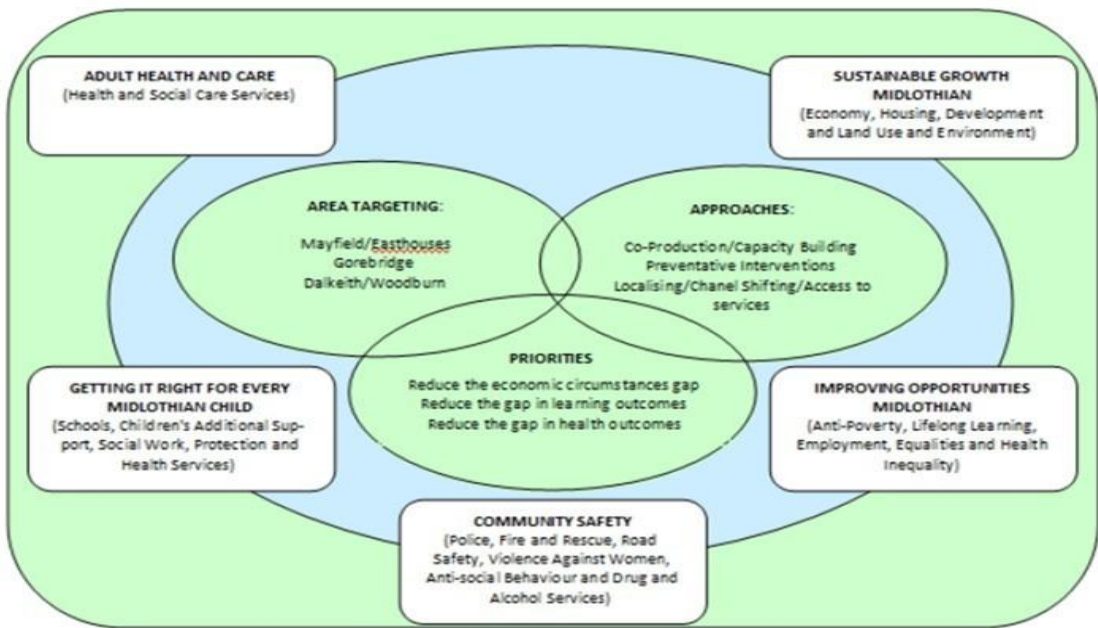 ADULT HEALTH AND CARE
(Health and Social Care Services)
SUSTAINABLE GROWTH
MIDLOTHIAN
(Economy, Housing, Development
and Land Use and Environment)
AREA TARGETING:
Mayfield/Easthouses
Gorebridge
Dalkeith/Woodburn
APPROACHES:
Co-Production/Capacity Building
Preventative Interventions
Localising/Chanel Shifting/Access to
services
PRIORITIES
Reduce the economic circumstances gap
Reduce the gap in learning outcomes
Reduce the gap in health outcomes
GETTING IT RIGHT FOR EVERY
MIDLOTHIAN CHILD
(Schools, Children's Additional Sup-
port, Social Work, Protection and
Health Services)
IMPROVING OPPORTUNITIES
MIDLOTHIAN
(Anti-Poverty, Lifelong Learning,
Employment, Equalities and Health
Inequality)
COMMUNITY SAFETY
(Police, Fire and Rescue, Road
Safety, Violence Against Women,
Anti-social Behaviour and Drug and
Alcohol Services)